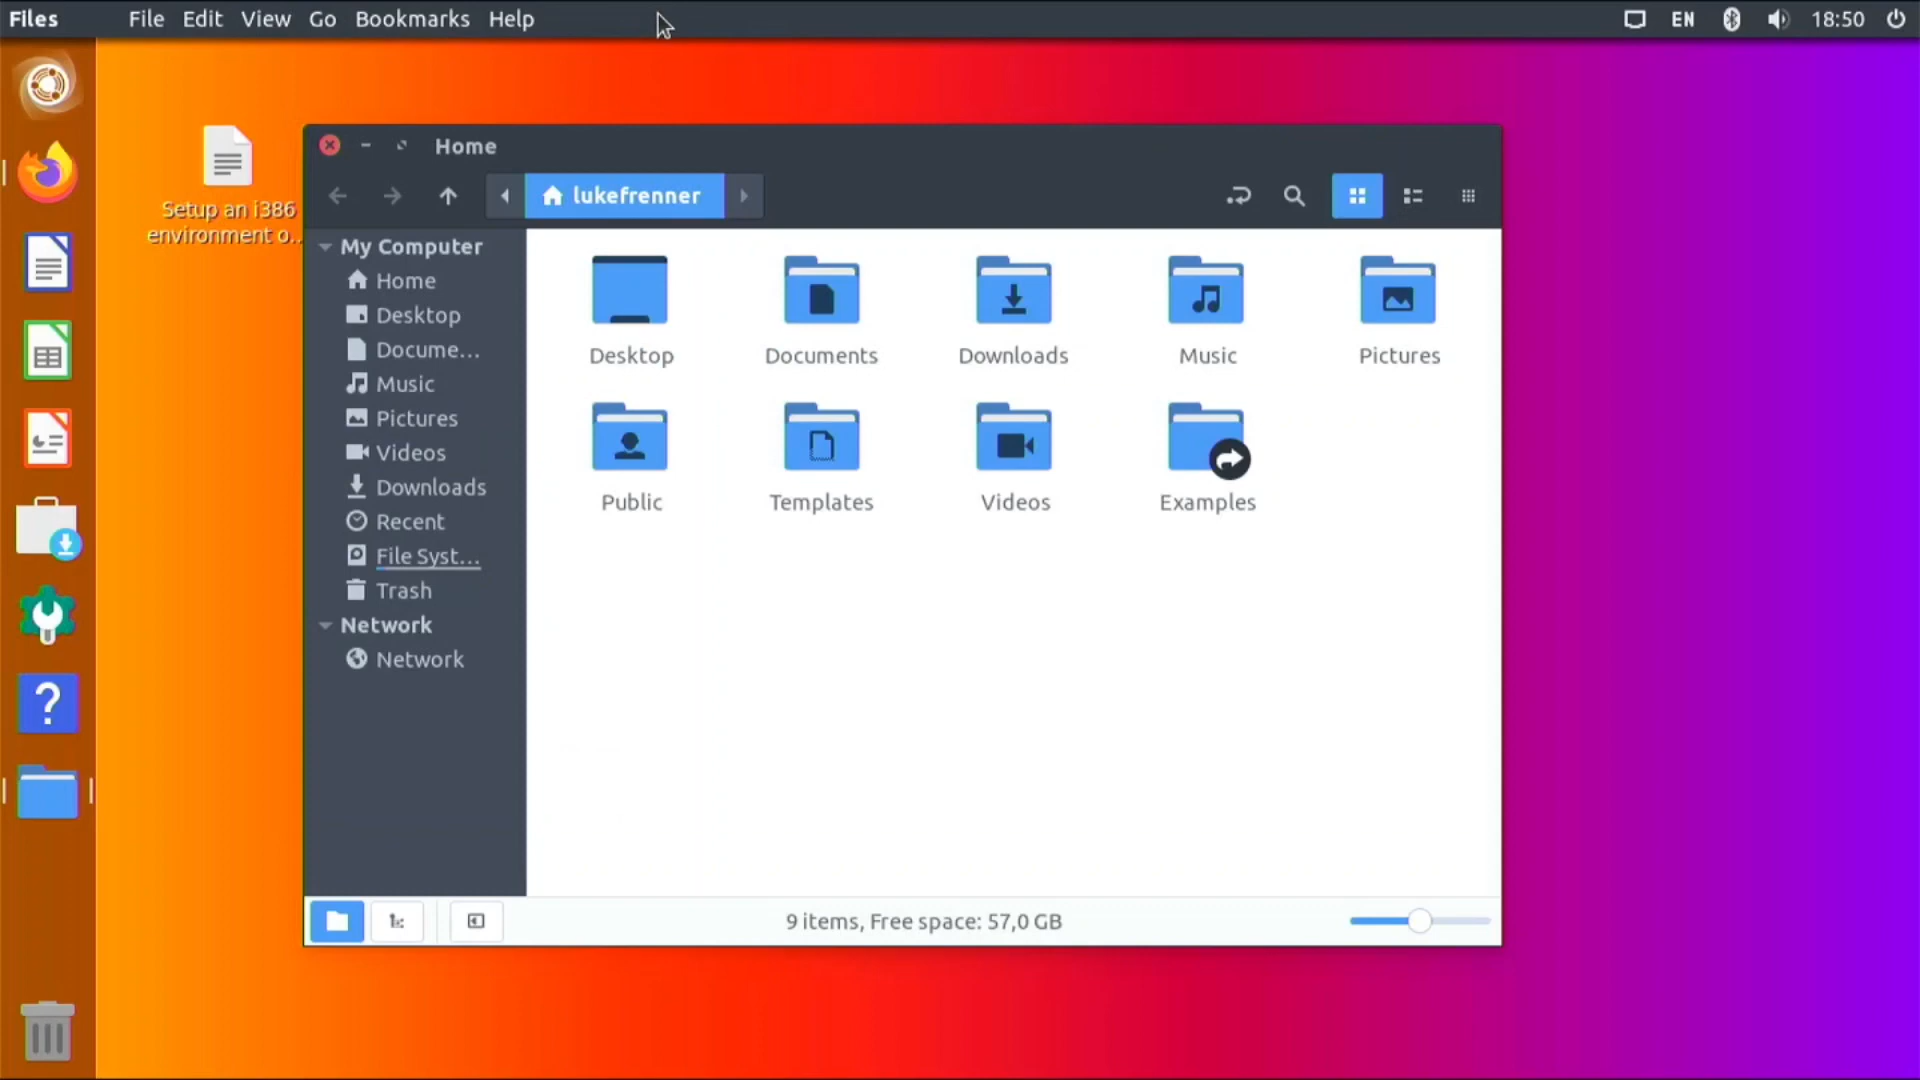 Files File Edit View Go Bookmarks Help EN 18:50
Setup an i386
environment o...
Home
lukefrenner
My Computer
Home
Desktop
Docume...
Music
Pictures
Videos
Downloads
Recent
File Syst...
Trash
Network
Network
Desktop Documents Downloads Music Pictures
Public Templates Videos Examples
9 items, Free space: 57,0 GB